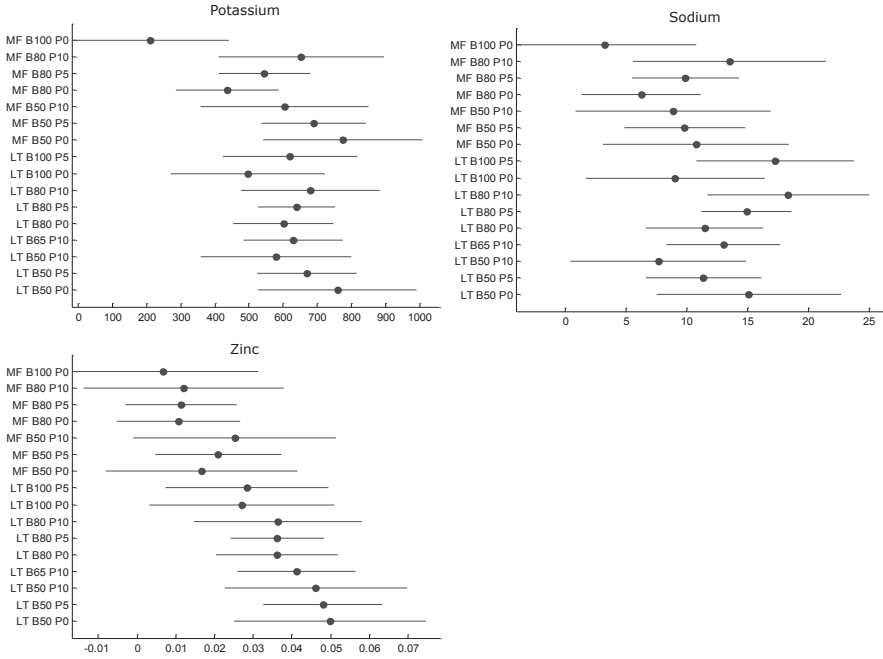 Potassium
MF B100 P0
MF B80 P10
MF B80 P5
MF B80 P0
MF B50 P10
MF B50 P5
MF B50 P0
LT B100 P5
LT B100 P0
LT B80 P10
LT B80 P5
LT B80 P0
LT B65 P10
LT B50 P10
LT B50 P5
LT B50 P0
0 100 200 300 400 500 600 700 800 900 1000
Sodium
MF B100 P0
MF B80 P10
MF B80 P5
MF B80 P0
MF B50 P10
MF B50 P5
MF B50 P0
LT B100 P5
LT B100 P0
LT B80 P10
LT B80 P5
LT B80 P0
LT B65 P10
LT B50 P10
LT B50 P5
LT B50 P0
0 5 10 15 20 25
Zinc
MF B100 P0
MF B80 P10
MF B80 P5
MF B80 P0
MF B50 P10
MF B50 P5
MF B50 P0
LT B100 P5
LT B100 P0
LT B80 P10
LT B80 P5
LT B80 P0
LT B65 P10
LT B50 P10
LT B50 P5
LT B50 P0
-0.01 0 0.01 0.02 0.03 0.04 0.05 0.06 0.07